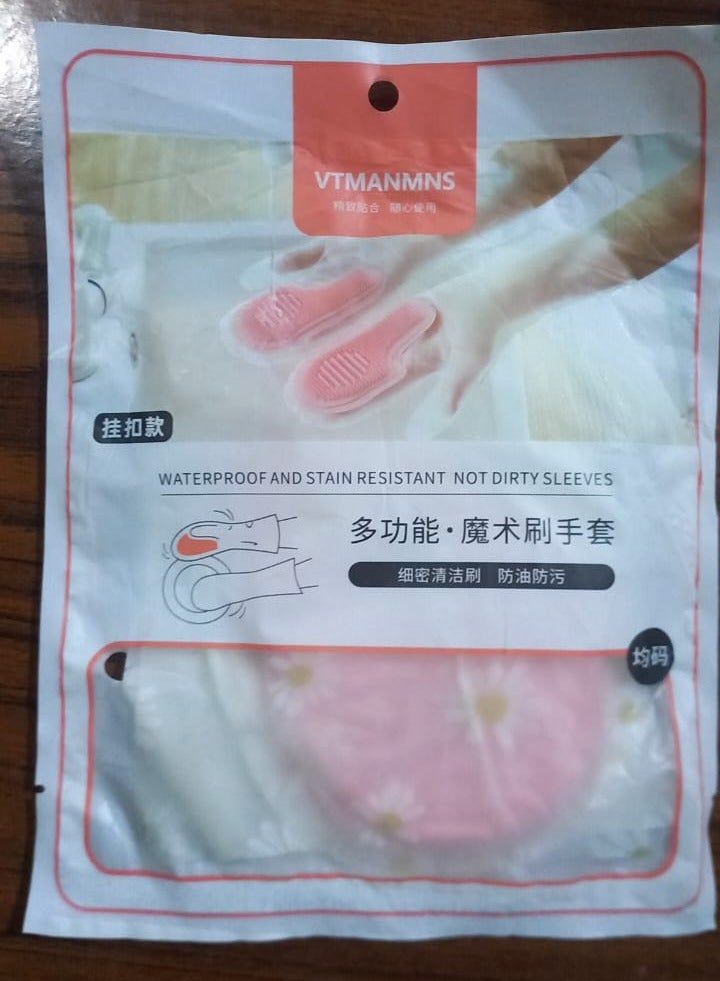 VTMANMNS
精致贴合 随心使用
挂扣款
WATERPROOF AND STAIN RESISTANT NOT DIRTY SLEEVES
多功能·魔术刷手套
细密清洁刷 防油防污
均码